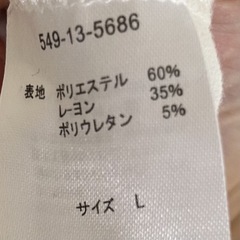 549-13-5686
表地 ポリエステル 60%
レーヨン 35%
ポリウレタン 5%
サイズ L